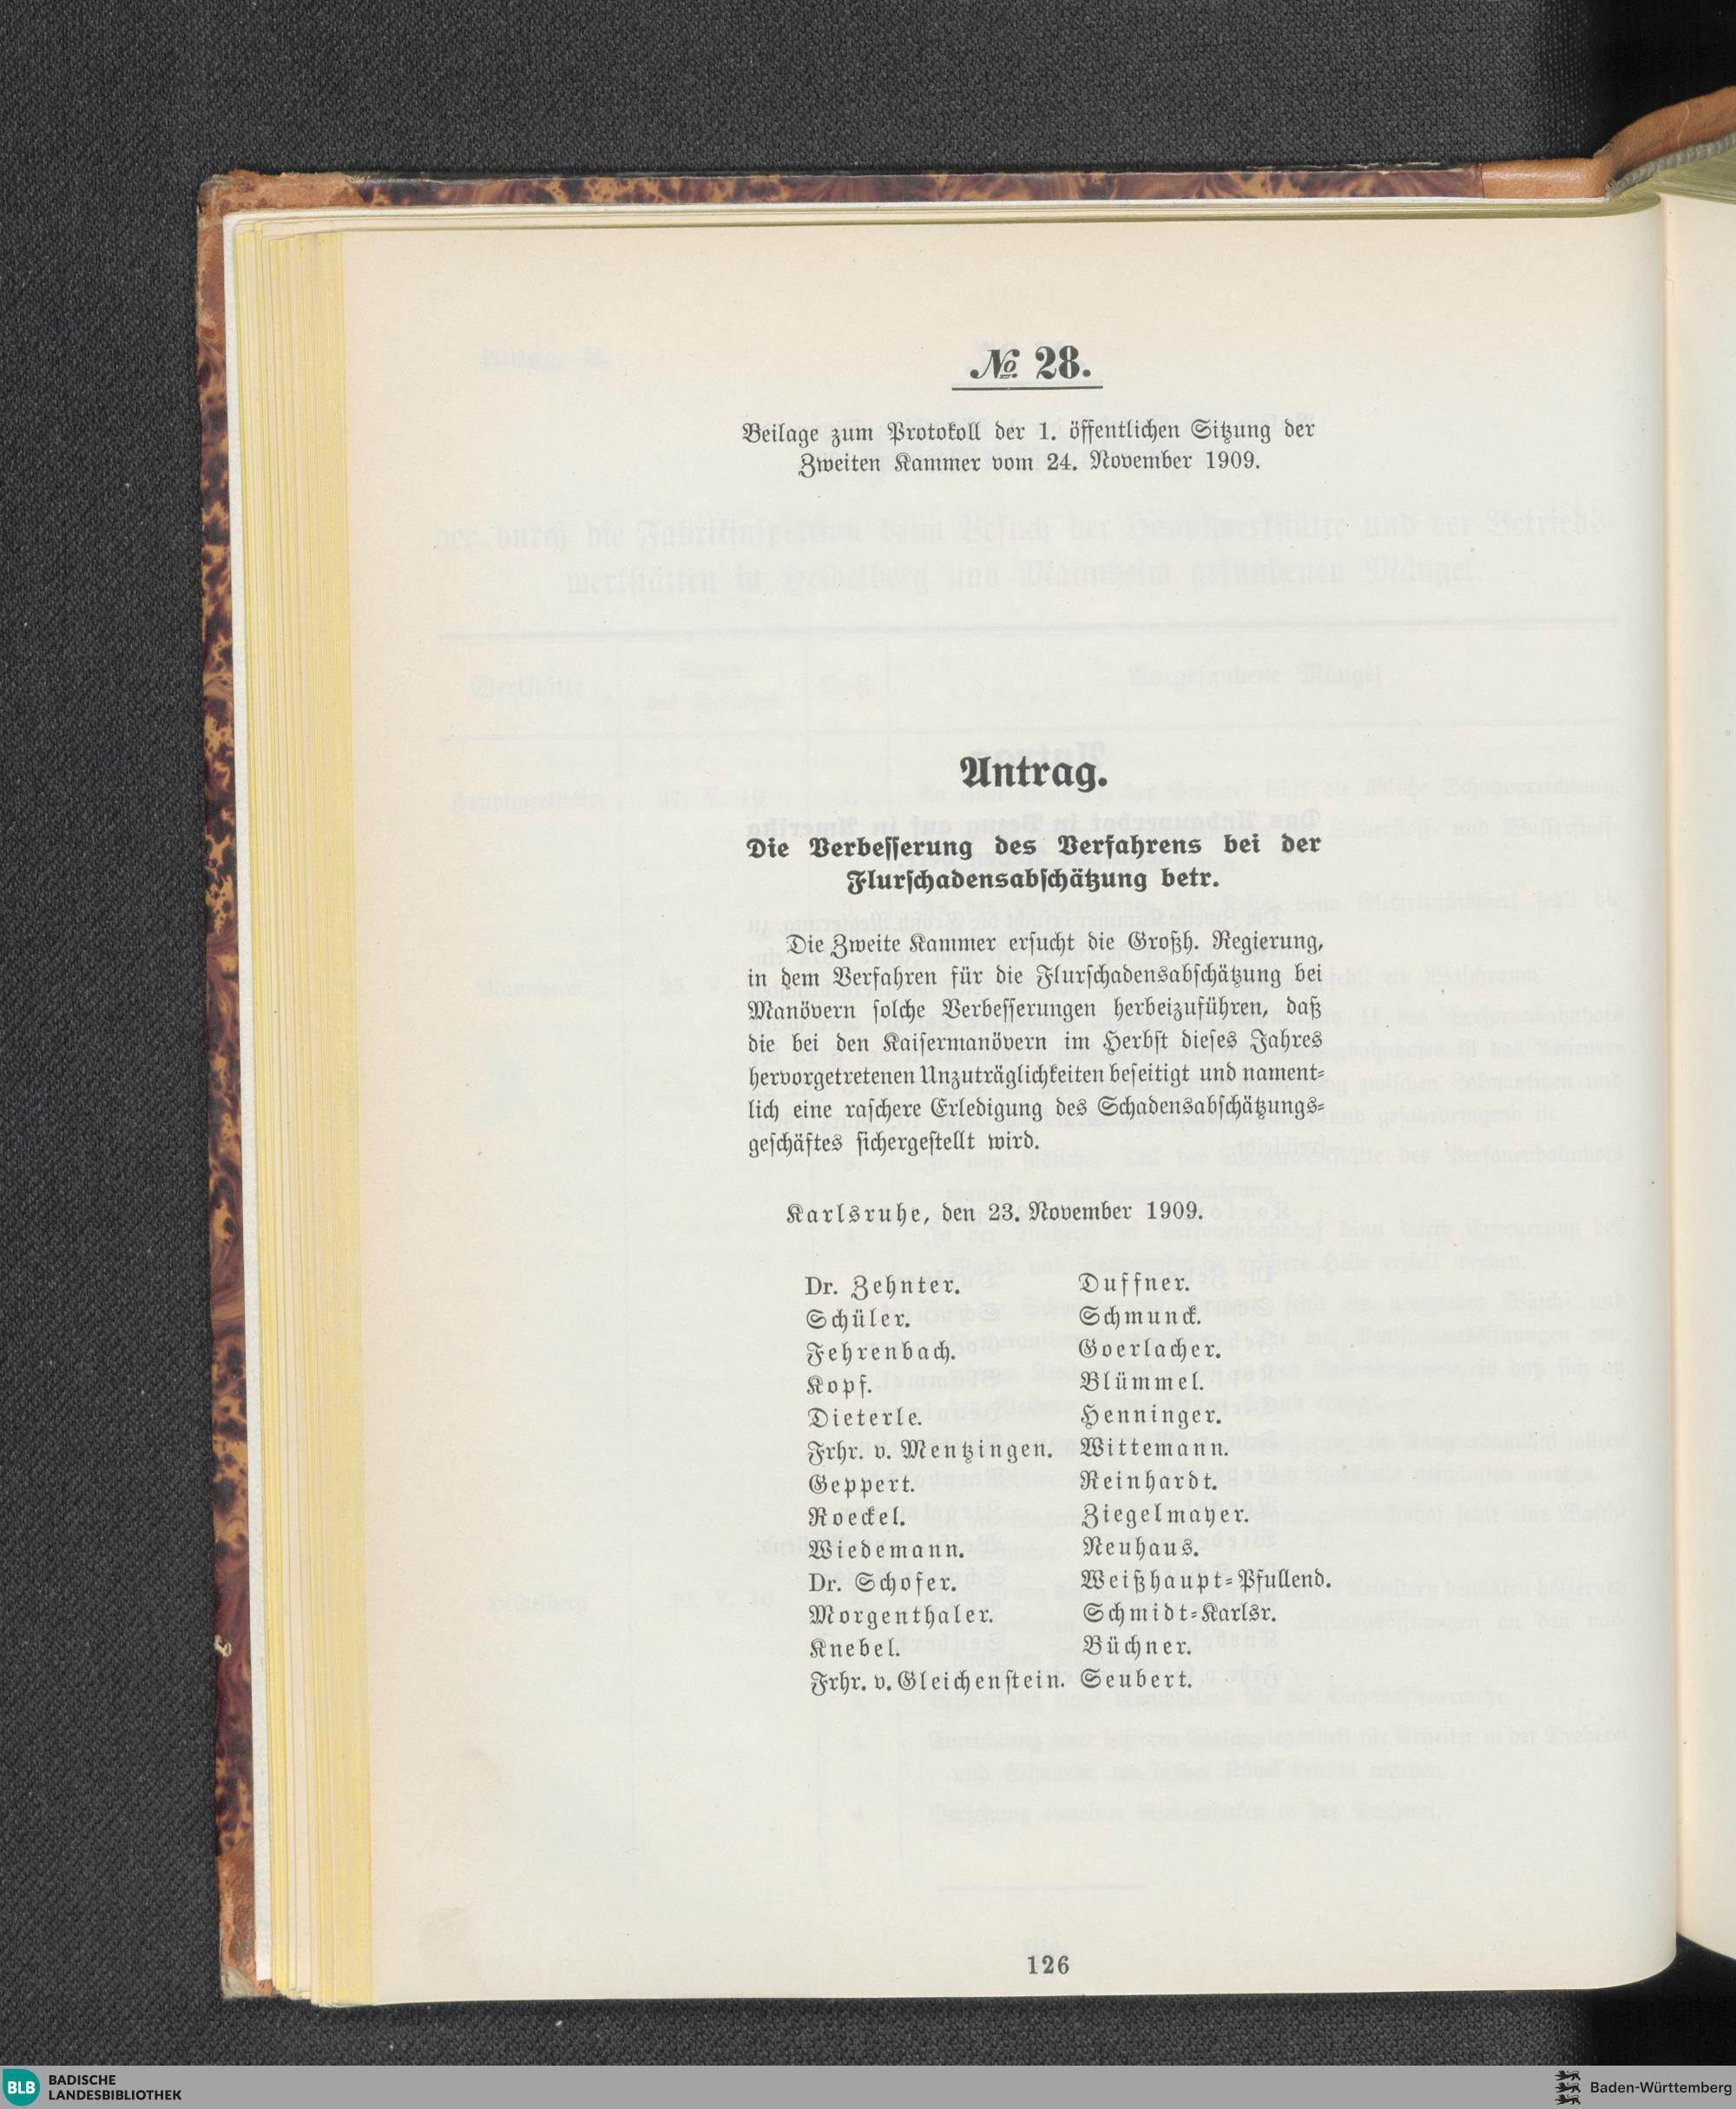 № 28.
Beilage zum Protokoll der 1. öffentlichen Sitzung der
Zweiten Kammer vom 24. November 1909.
Antrag.
Die Verbesserung des Verfahrens bei der
Flurschadensabschätzung betr.
Die Zweite Kammer ersucht die Großh. Regierung,
in dem Verfahren für die Flurschadensabschätzung bei
Manövern solche Verbesserungen herbeizuführen, daß
die bei den Kaisermanövern im Herbst dieses Jahres
hervorgetretenen Unzuträglichkeiten beseitigt und nament-
lich eine raschere Erledigung des Schadensabschätzungs-
geschäftes sichergestellt wird.
Karlsruhe, den 23. November 1909.
Dr. Zehnter.
Schüler.
Fehrenbach.
Kopf.
Dieterle.
Frhr. v. Mentzingen.
Geppert.
Roeckel.
Wiedemann.
Dr. Schofer.
Morgenthaler.
Knebel.
Frhr. v. Gleichenstein.
Duffner.
Schmunck.
Goerlacher.
Blümmel.
Henninger.
Wittemann.
Reinhardt.
Ziegelmayer.
Neuhaus.
Weißhaupt-Pfullend.
Schmidt-Karlsr.
Büchner.
Seubert.
126
BLB BADISCHE
LANDESBIBLIOTHEK
Baden-Württemberg